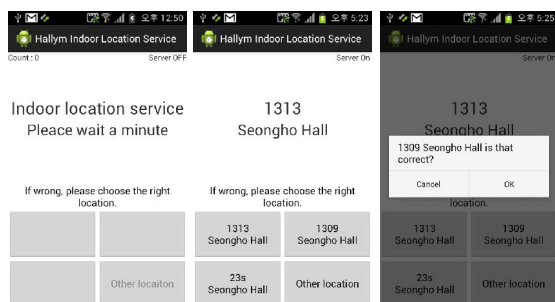 오후 12:50
Hallym Indoor Location Service
Count : 0
Server OFF
Indoor location service
Pleace wait a minute
If wrong, please choose the right
location.
Other locaiton
오후 5:23
Hallym Indoor Location Service
Server On
1313
Seongho Hall
If wrong, please choose the right
location.
1313
Seongho Hall
1309
Seongho Hall
23s
Seongho Hall
Other location
오후 5:25
Hallym Indoor Location Service
Server On
1313
Seongho Hall
1309 Seongho Hall is that
correct?
Cancel
OK
location.
1313
Seongho Hall
1309
Seongho Hall
23s
Seongho Hall
Other location